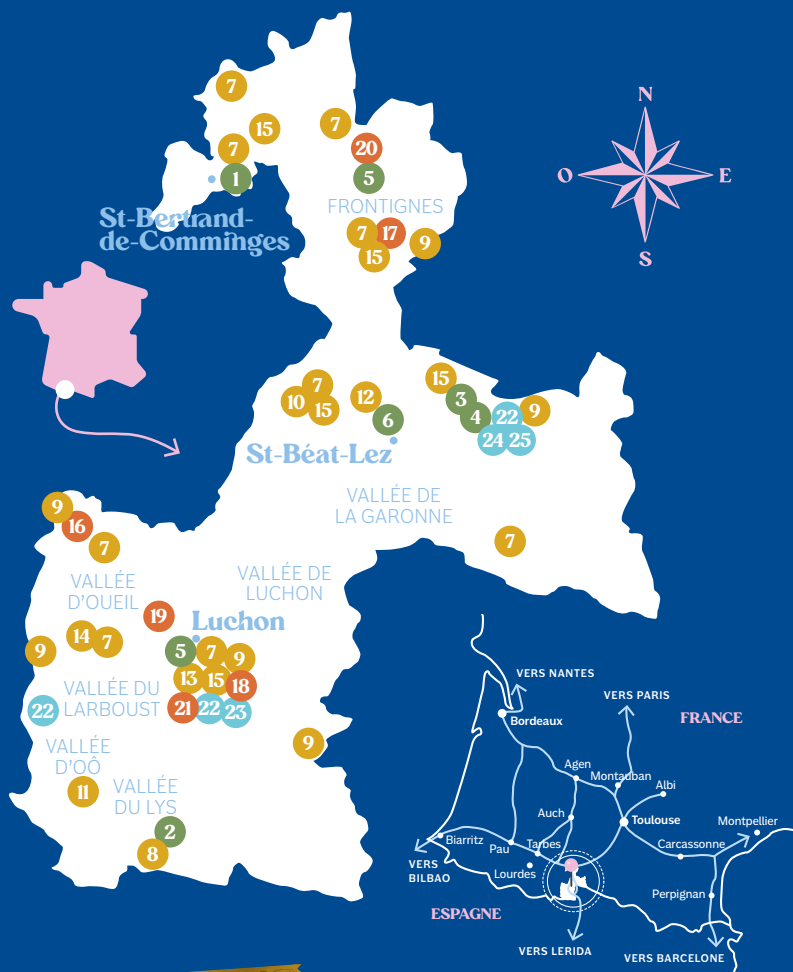 7
N
15
7
7
20
O
E
1
5
FRONTIGNES
St-Bertrand-
de-Comminges
7
17
9
15
S
7
15
10
15
12
3
9
6
4
22
24
25
St-Béat-Lez
VALLÉE DE
LA GARONNE
9
16
7
7
VALLÉE
D'OUEIL
VALLÉE DE
LUCHON
19
Luchon
14
7
9
5
7
9
13
15
18
22
VALLÉE DU
LARBOUST
21
22
23
9
VALLÉE
D'OÔ
11
VALLÉE
DU LYS
2
8
VERS NANTES
VERS PARIS
Bordeaux
FRANCE
Agen
Montauban
Albi
Auch
Toulouse
Montpellier
Biarritz
Pau
Tarbes
Carcassonne
VERS
BILBAO
Lourdes
Perpignan
ESPAGNE
VERS LERIDA
VERS BARCELONE